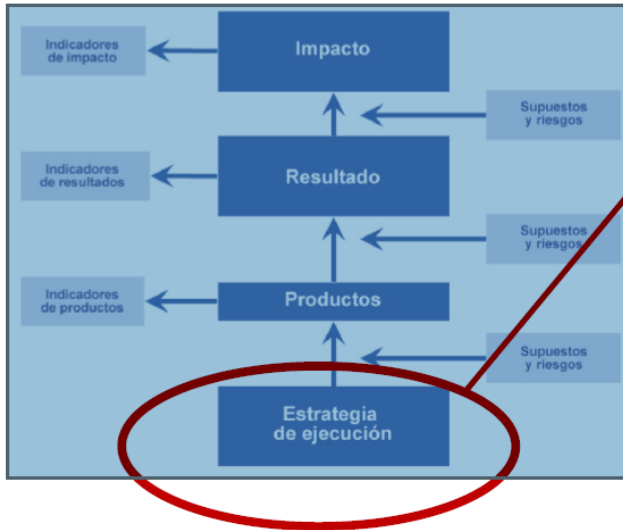 Indicadores
de impacto
Impacto
Supuestos
y riesgos
Indicadores
de resultados
Resultado
Supuestos
y riesgos
Indicadores
de productos
Productos
Supuestos
y riesgos
Estrategia
de ejecución